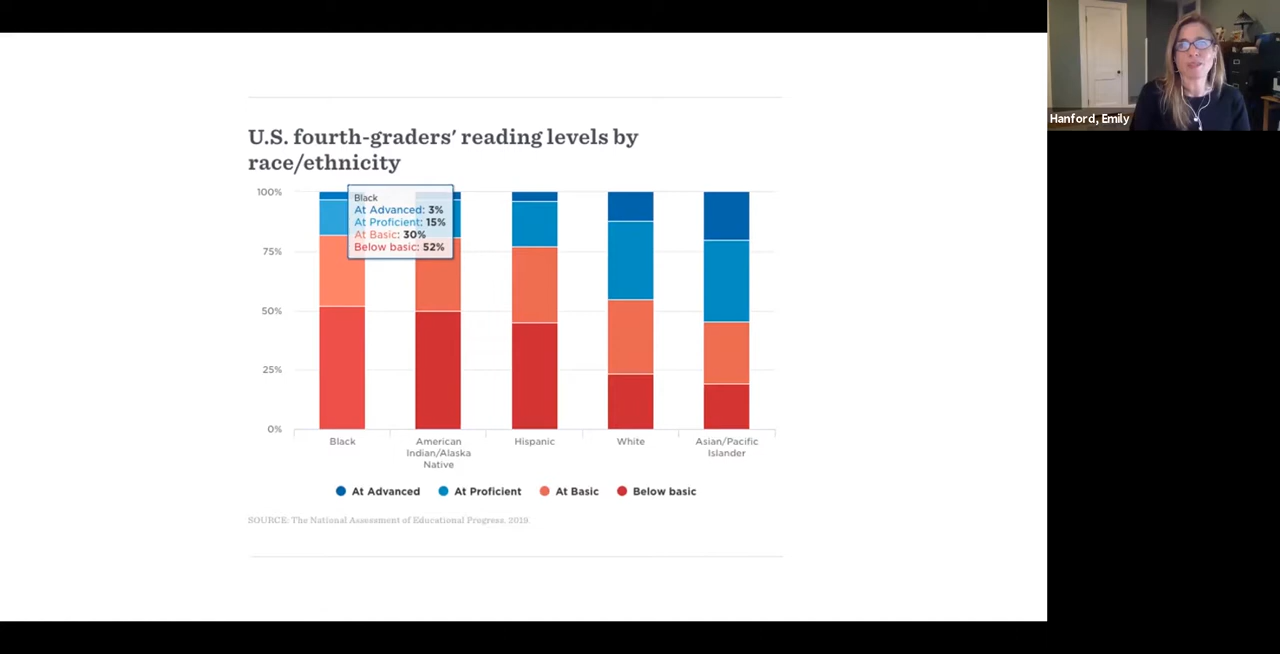 Hanford, Emily
U.S. fourth-graders' reading levels by
race/ethnicity
100%
75%
50%
25%
0%
Black
At Advanced: 3%
At Proficient: 15%
At Basic: 30%
Below basic: 52%
Black
American
Indian/Alaska
Native
Hispanic
White
Asian/Pacific
Islander
At Advanced
At Proficient
At Basic
Below basic
SOURCE: The National Assessment of Educational Progress, 2019.